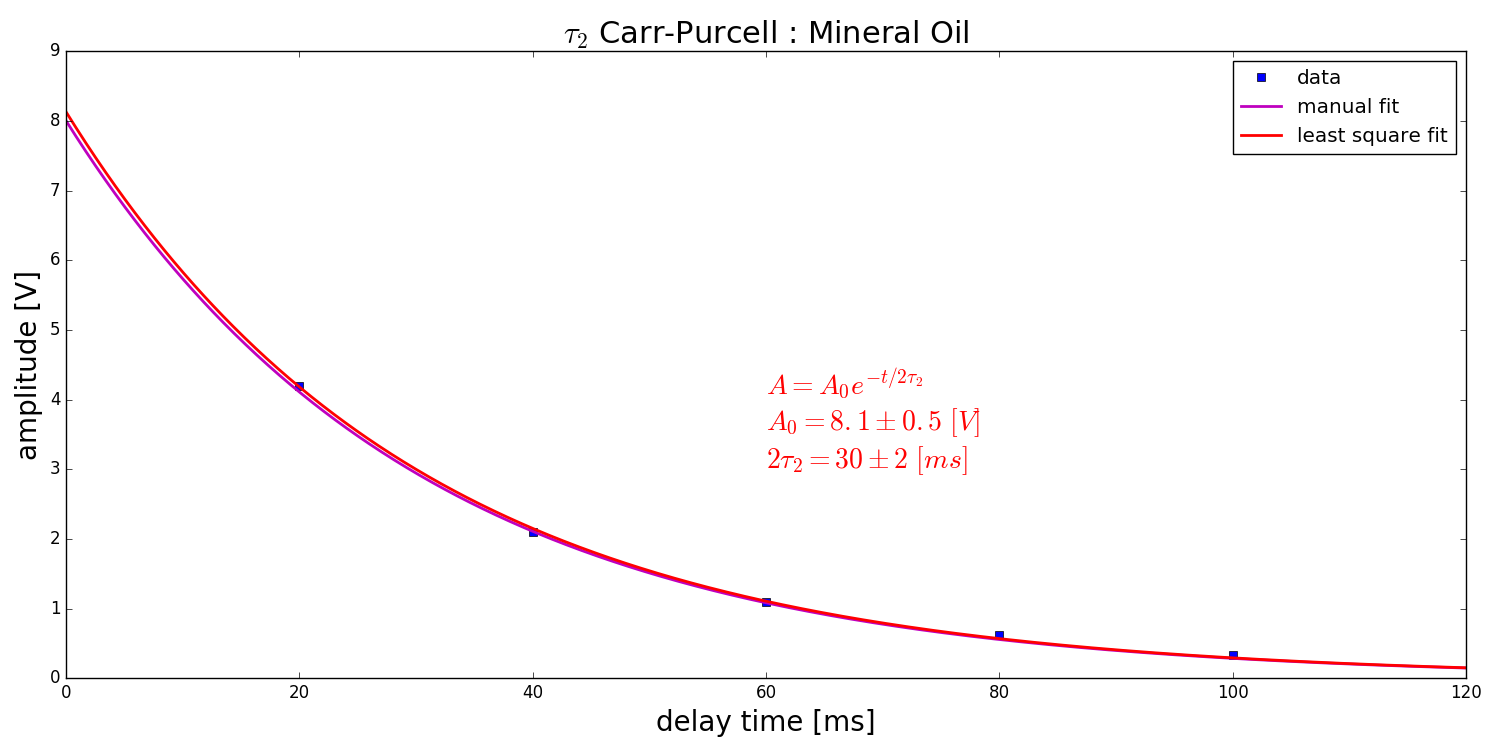 τ₂ Carr-Purcell : Mineral Oil
9
8
7
6
5
4
3
2
1
0
amplitude [V]
data
manual fit
least square fit
A = A₀e^{-t/2τ₂}
A₀ = 8.1 ± 0.5 [V]
2τ₂ = 30 ± 2 [ms]
0 20 40 60 80 100 120
delay time [ms]